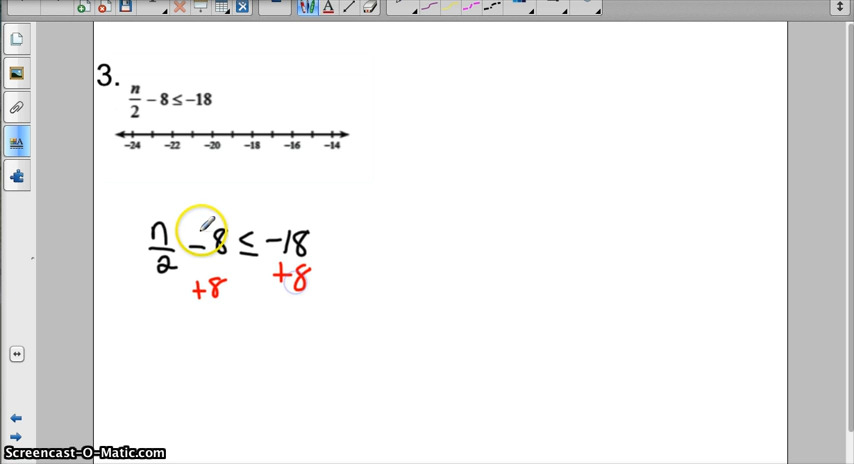 3.
n/2 − 8 ≤ −18
−24 −22 −20 −18 −16 −14
n/2 − 8 ≤ −18
+8 +8
SCREENCAST-O-MATIC.com